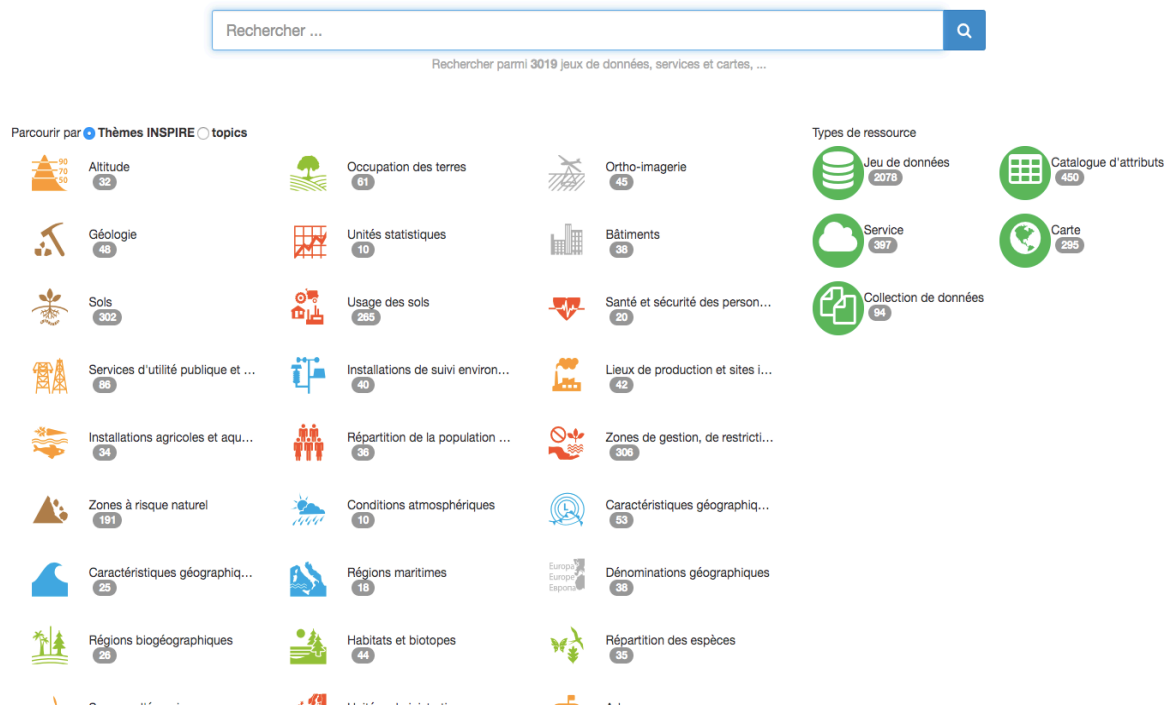 Rechercher ...
Rechercher parmi 3019 jeux de données, services et cartes, ...
Parcourir par Thèmes INSPIRE topics
Altitude
32
Occupation des terres
61
Ortho-imagerie
45
Géologie
48
Unités statistiques
10
Bâtiments
38
Sols
302
Usage des sols
265
Santé et sécurité des person...
20
Services d'utilité publique et ...
86
Installations de suivi environ...
40
Lieux de production et sites i...
42
Installations agricoles et aqu...
34
Répartition de la population ...
36
Zones de gestion, de restricti...
306
Zones à risque naturel
191
Conditions atmosphériques
10
Caractéristiques géographiq...
53
Caractéristiques géographiq...
25
Régions maritimes
18
Europa
Europe
Европа
Dénominations géographiques
38
Régions biogéographiques
26
Habitats et biotopes
44
Répartition des espèces
35
90
70
50
Types de ressource
Jeu de données
2078
Catalogue d'attributs
450
Service
397
Carte
295
Collection de données
94